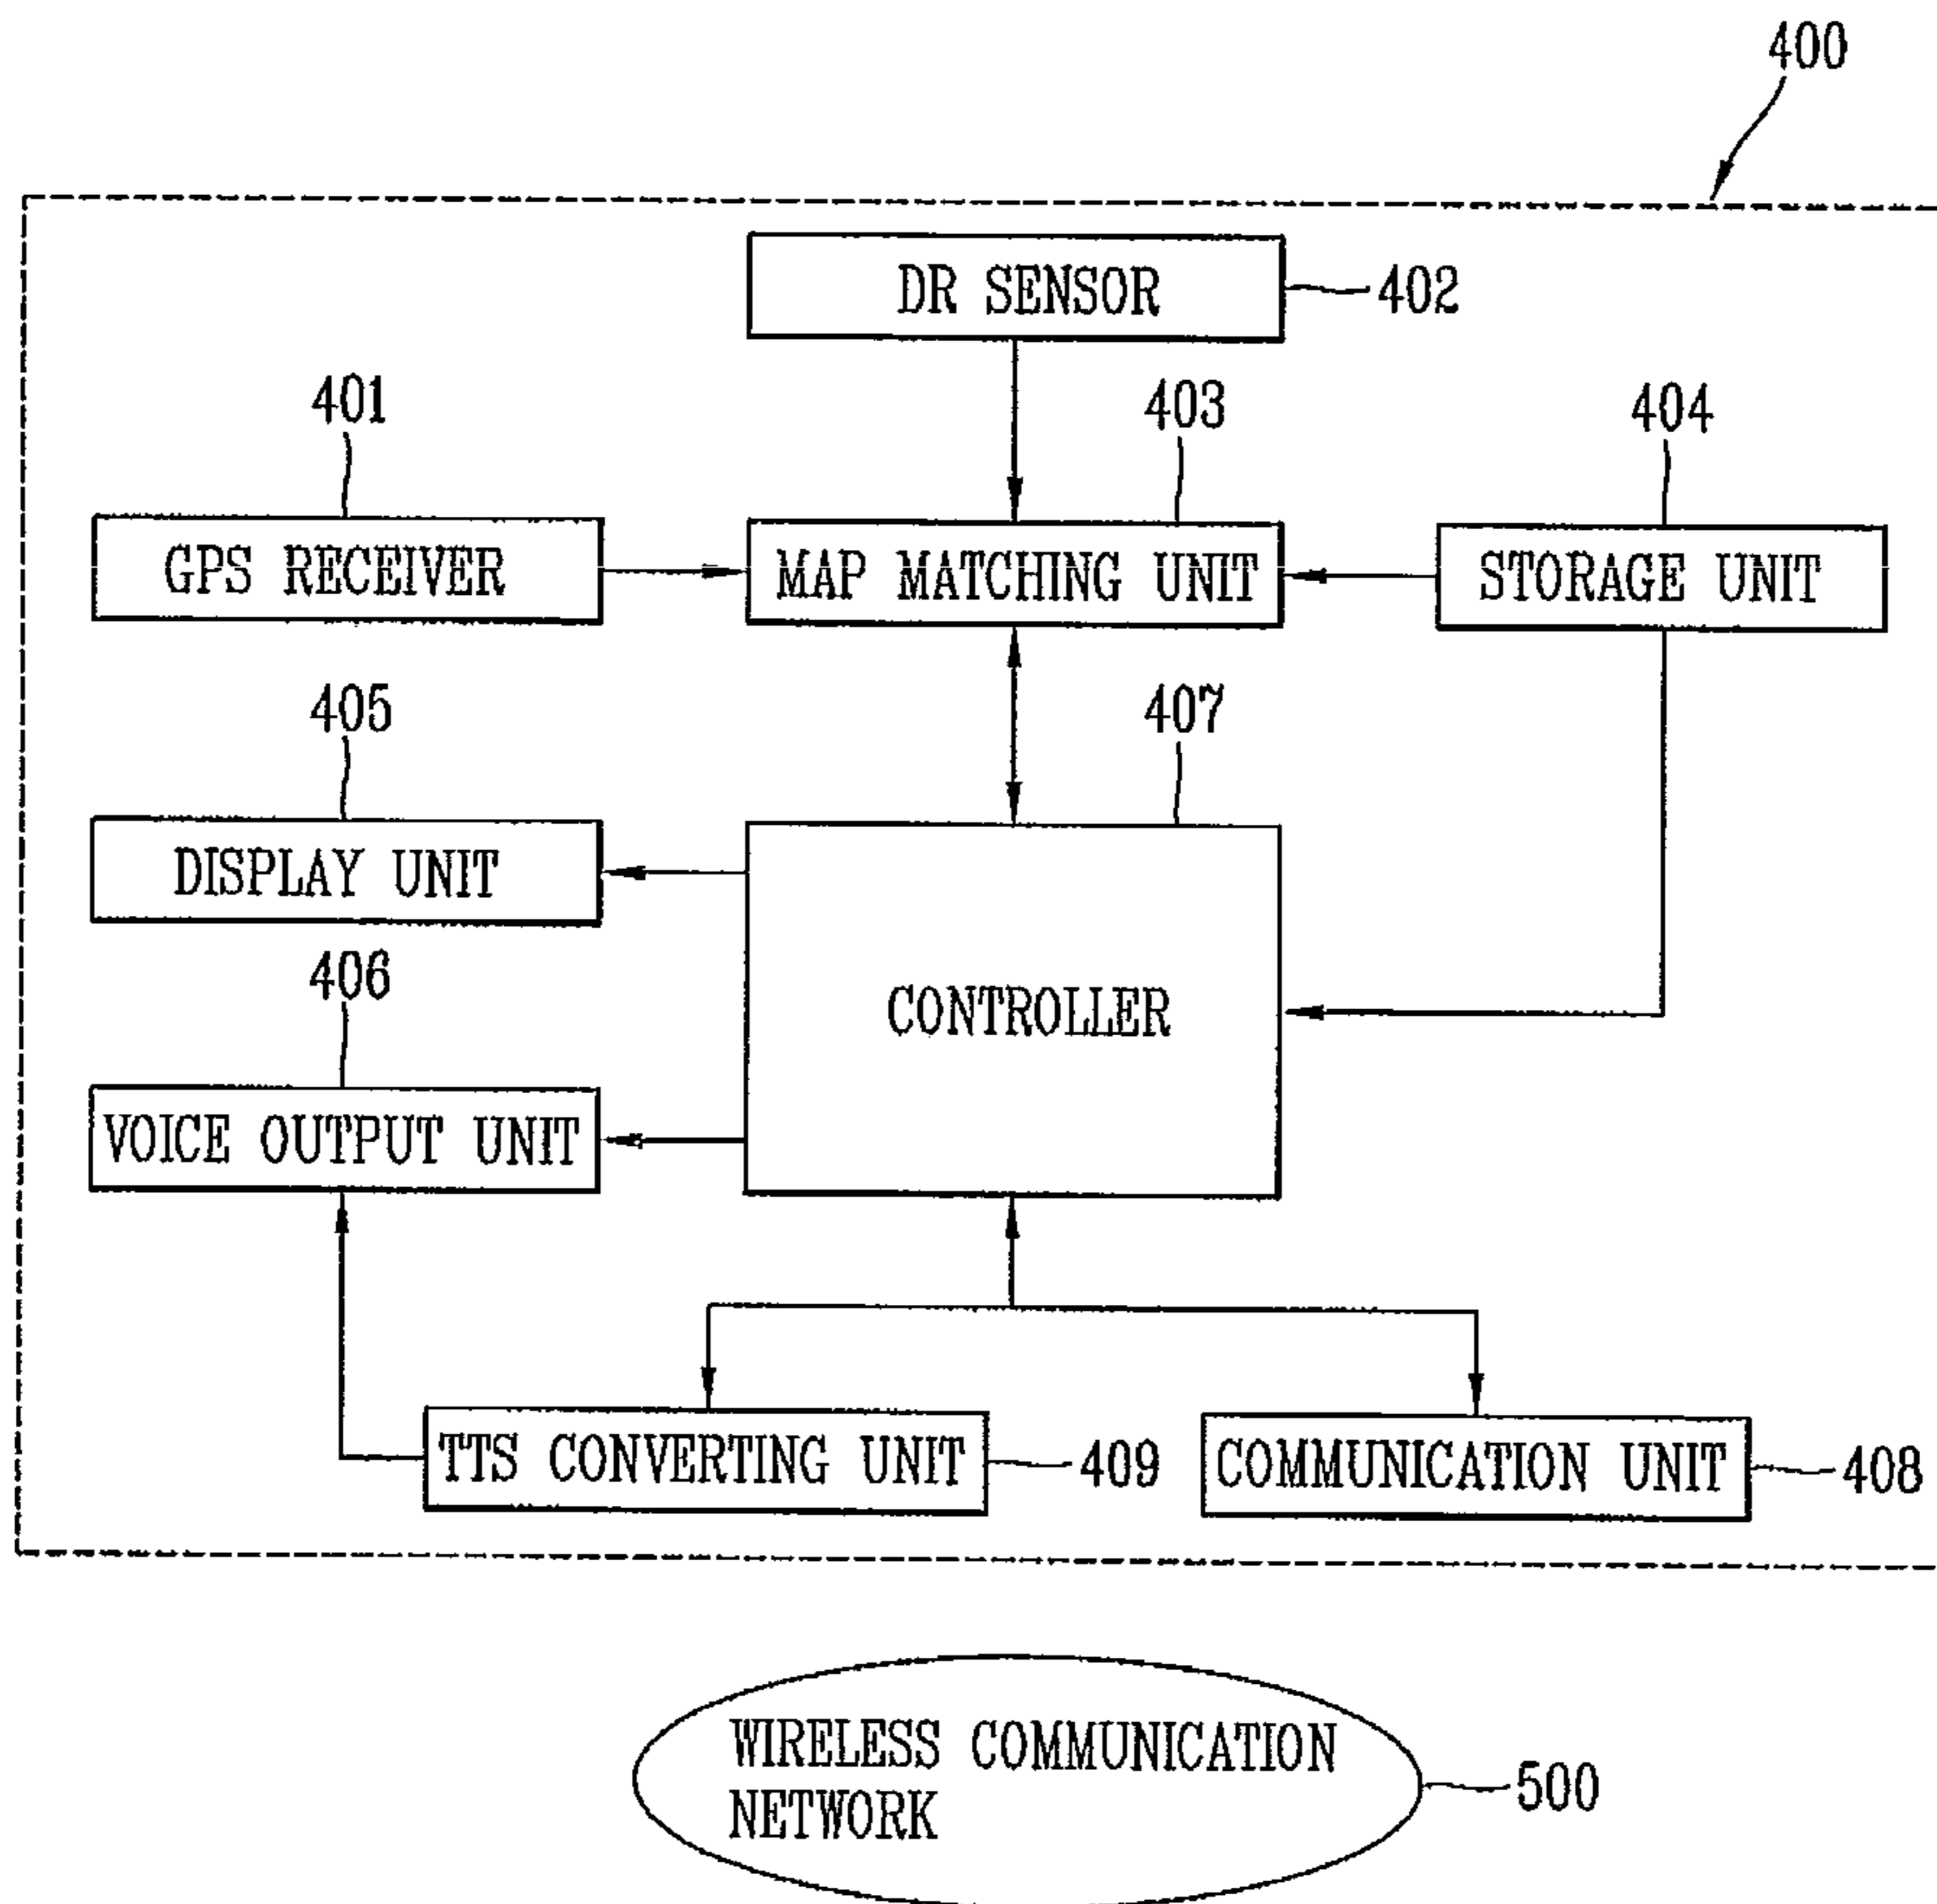 400
DR SENSOR
402
401
403
404
GPS RECEIVER
MAP MATCHING UNIT
STORAGE UNIT
405
407
DISPLAY UNIT
406
CONTROLLER
VOICE OUTPUT UNIT
TTS CONVERTING UNIT
409
COMMUNICATION UNIT
408
WIRELESS COMMUNICATION
NETWORK
500